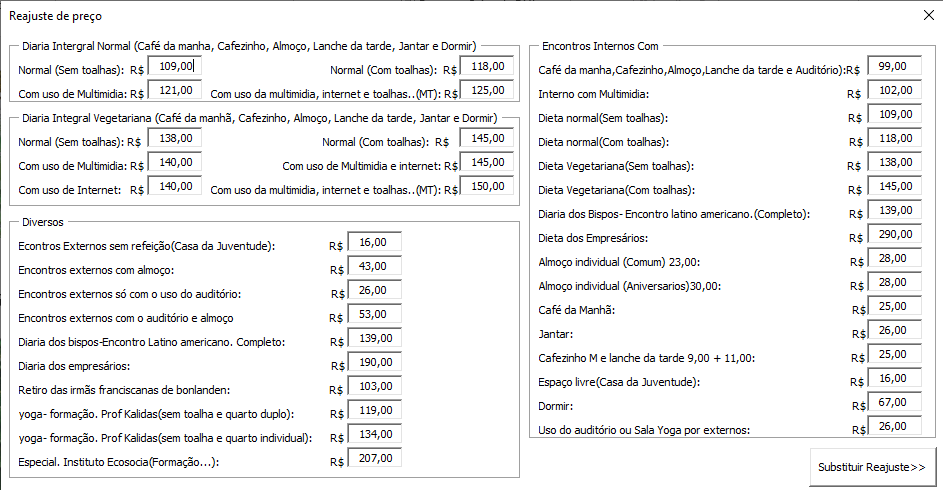 Reajuste de preço
Diaria Intergral Normal (Café da manha, Cafezinho, Almoço, Lanche da tarde, Jantar e Dormir)
Normal (Sem toalhas): R$ 109,00 Normal (Com toalhas): R$ 118,00
Com uso de Multimidia: R$ 121,00 Com uso da multimidia, internet e toalhas..(MT): R$ 125,00
Diaria Integral Vegetariana (Café da manhã, Cafezinho, Almoço, Lanche da tarde, Jantar e Dormir)
Normal (Sem toalhas): R$ 138,00 Normal (Com toalhas): R$ 145,00
Com uso de Multimidia: R$ 140,00 Com uso de Multimidia e internet: R$ 145,00
Com uso de Internet: R$ 140,00 Com uso da multimidia, internet e toalhas..(MT): R$ 150,00
Diversos
Econtros Externos sem refeição(Casa da Juventude): R$ 16,00
Encontros externos com almoço: R$ 43,00
Encontros externos só com o uso do auditório: R$ 26,00
Encontros externos com o auditório e almoço R$ 53,00
Diaria dos bispos-Encontro Latino americano. Completo: R$ 139,00
Diaria dos empresários: R$ 190,00
Retiro das irmãs franciscanas de bonlanden: R$ 103,00
yoga- formação. Prof Kalidas(sem toalha e quarto duplo): R$ 119,00
yoga- formação. Prof Kalidas(sem toalha e quarto individual): R$ 134,00
Especial. Instituto Ecosocia(Formação...): R$ 207,00
Encontros Internos Com
Café da manha,Cafezinho,Almoço,Lanche da tarde e Auditório):R$ 99,00
Interno com Multimidia: R$ 102,00
Dieta normal(Sem toalhas): R$ 109,00
Dieta normal(Com toalhas): R$ 118,00
Dieta Vegetariana(Sem toalhas): R$ 138,00
Dieta Vegetariana(Com toalhas): R$ 145,00
Diaria dos Bispos- Encontro latino americano.(Completo): R$ 139,00
Dieta dos Empresários: R$ 290,00
Almoço individual (Comum) 23,00: R$ 28,00
Almoço individual (Aniversarios)30,00: R$ 28,00
Café da Manhã: R$ 25,00
Jantar: R$ 26,00
Cafezinho M e lanche da tarde 9,00 + 11,00: R$ 25,00
Espaço livre(Casa da Juventude): R$ 16,00
Dormir: R$ 67,00
Uso do auditório ou Sala Yoga por externos: R$ 26,00
Substituir Reajuste>>